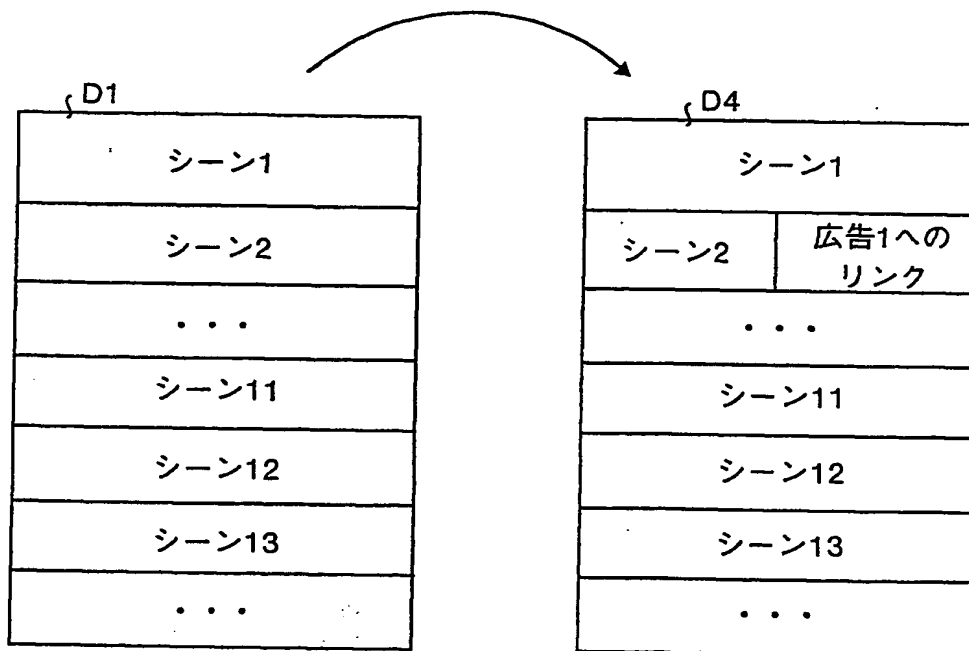 D1
シーン1
シーン2
・・・
シーン11
シーン12
シーン13
・・・
D4
シーン1
シーン2
広告1への
リンク
・・・
シーン11
シーン12
シーン13
・・・